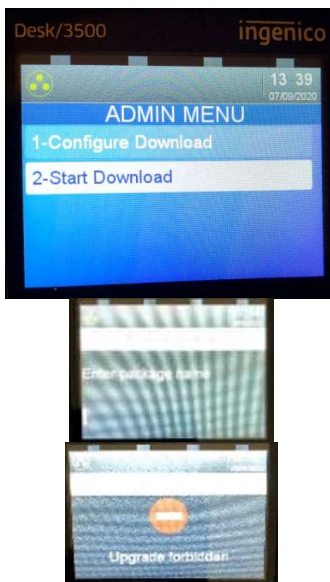 Desk/3500 ingenico
13 39
07/09/2020
ADMIN MENU
1-Configure Download
2-Start Download
Enter package name
Upgrade forbidden